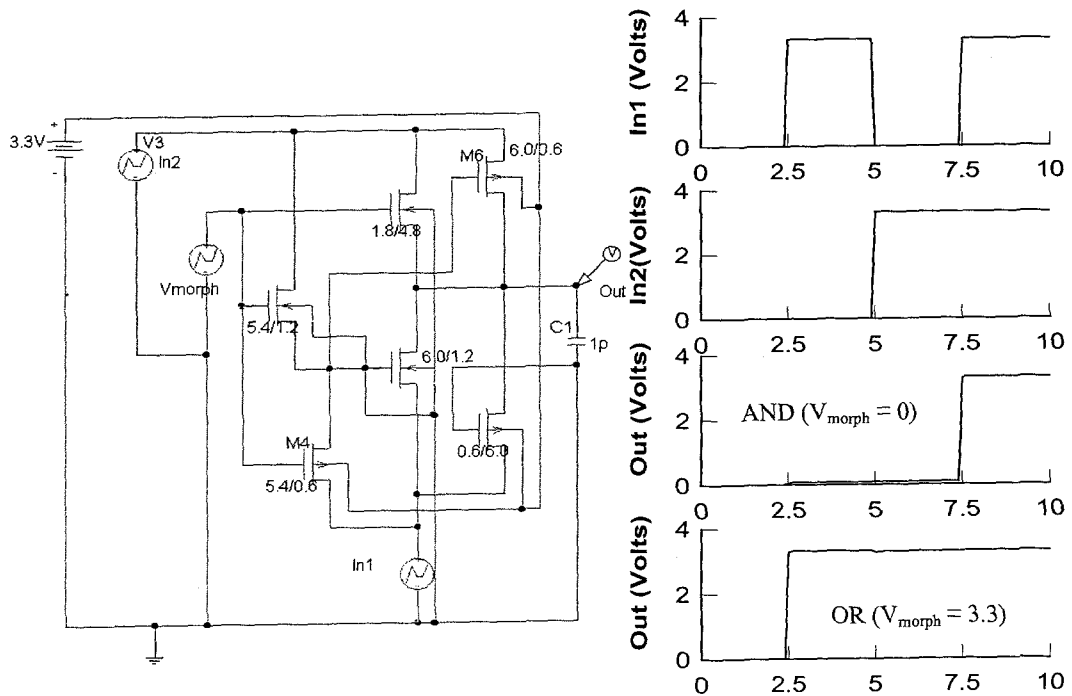 +
3.3V
-
V3
In2
Vmorph
1.8/4.8
M6
6.0/0.6
5.4/1.2
6.0/1.2
M4
5.4/0.6
0.6/6.0
In1
V
Out
C1
1p
In1 (Volts)
4
2
0
0 2.5 5 7.5 10
In2(Volts)
4
2
0
0 2.5 5 7.5 10
Out (Volts)
4
2
0
AND (Vmorph = 0)
0 2.5 5 7.5 10
Out (Volts)
4
2
0
OR (Vmorph = 3.3)
0 2.5 5 7.5 10